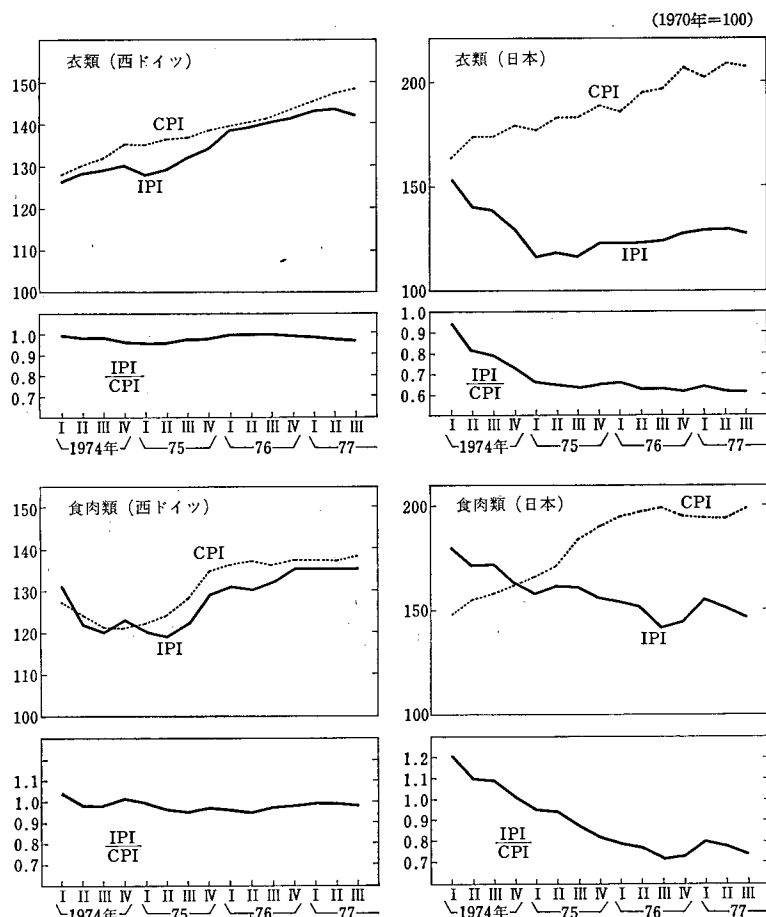 (1970年=100)
衣類 (西ドイツ)
150
140
130
120
110
100
CPI
IPI
1.0
0.9
0.8
0.7
IPI
CPI
I II III IV I II III IV I II III IV I II III
1974年 75 76 77
衣類 (日本)
200
150
100
CPI
IPI
1.0
0.9
0.8
0.7
0.6
IPI
CPI
I II III IV I II III IV I II III IV I II III
1974年 75 76 77
食肉類 (西ドイツ)
150
140
130
120
110
100
CPI
IPI
1.1
1.0
0.9
0.8
0.7
IPI
CPI
I II III IV I II III IV I II III IV I II III
1974年 75 76 77
食肉類 (日本)
200
150
100
CPI
IPI
1.2
1.1
1.0
0.9
0.8
0.7
IPI
CPI
I II III IV I II III IV I II III IV I II III
1974年 75 76 77